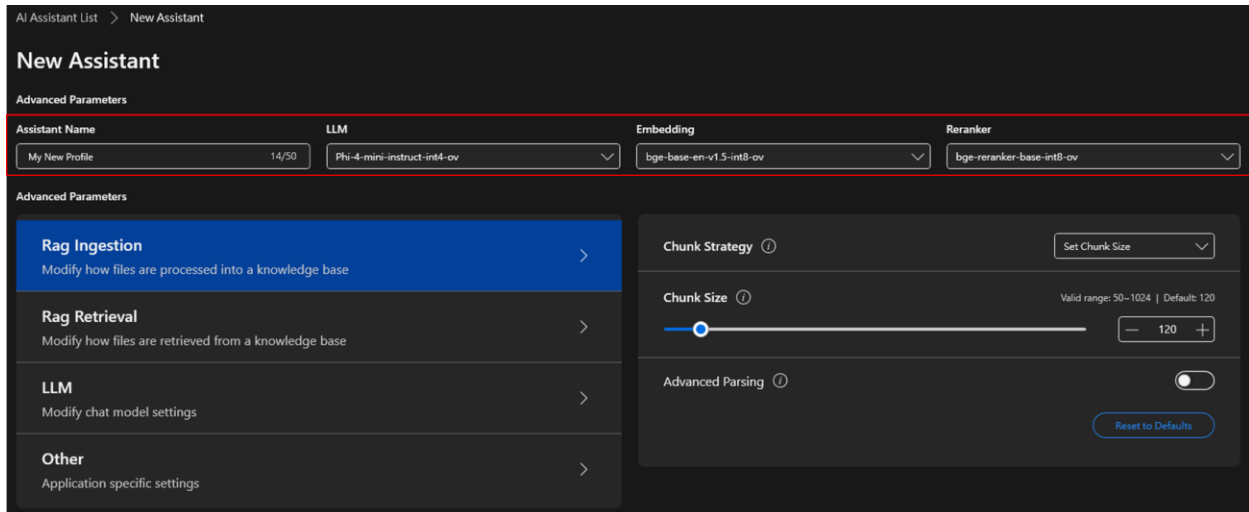 AI Assistant List > New Assistant
New Assistant
Advanced Parameters
Assistant Name
LLM
Embedding
Reranker
My New Profile 14/50
Phi-4-mini-instruct-int4-ov
bge-base-en-v1.5-int8-ov
bge-reranker-base-int8-ov
Advanced Parameters
Rag Ingestion
Modify how files are processed into a knowledge base
Rag Retrieval
Modify how files are retrieved from a knowledge base
LLM
Modify chat model settings
Other
Application specific settings
Chunk Strategy
Set Chunk Size
Chunk Size
Valid range: 50~1024 | Default: 120
120
Advanced Parsing
Reset to Defaults